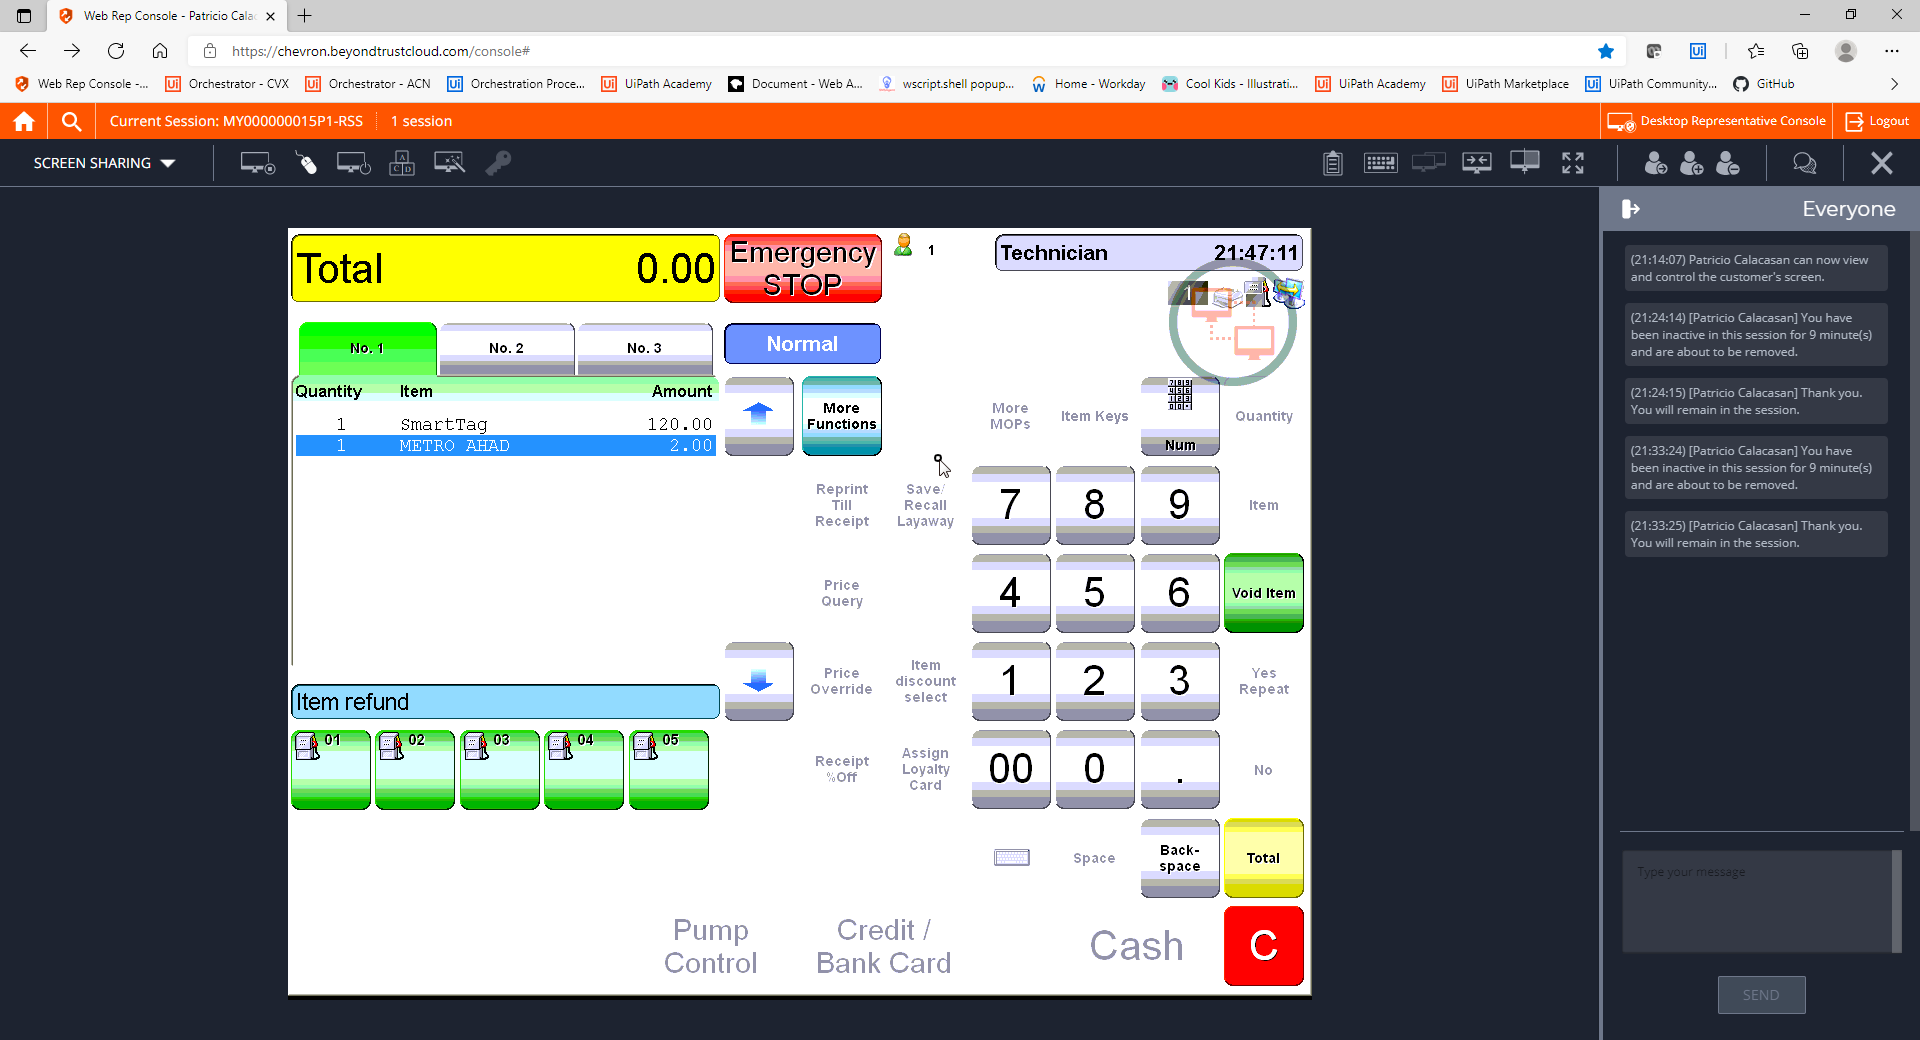 Web Rep Console - Patricio Cala
https://chevron.beyondtrustcloud.com/console#
Web Rep Console -...
Orchestrator - CVX
Orchestrator - ACN
Orchestration Proce...
UiPath Academy
Document - Web A...
wscript.shell popup...
Home - Workday
Cool Kids - Illustrati...
UiPath Academy
UiPath Marketplace
UiPath Community...
GitHub
Current Session: MY000000015P1-RSS
1 session
Desktop Representative Console
Logout
SCREEN SHARING
Everyone
(21:14:07) Patricio Calacasan can now view
and control the customer's screen.
(21:24:14) [Patricio Calacasan] You have
been inactive in this session for 9 minute(s)
and are about to be removed.
(21:24:15) [Patricio Calacasan] Thank you.
You will remain in the session.
(21:33:24) [Patricio Calacasan] You have
been inactive in this session for 9 minute(s)
and are about to be removed.
(21:33:25) [Patricio Calacasan] Thank you.
You will remain in the session.
Type your message
SEND
Total 0.00
Emergency
STOP
1
Technician 21:47:11
1
No. 1
No. 2
No. 3
Normal
Quantity Item Amount
1 SmartTag 120.00
1 METRO AHAD 2.00
More
Functions
More
MOPs
Item Keys
Num
Quantity
Reprint
Till
Receipt
Save/
Recall
Layaway
7
8
9
Item
Price
Query
4
5
6
Void Item
Price
Override
Item
discount
select
1
2
3
Yes
Repeat
Item refund
01
02
03
04
05
Receipt
%Off
Assign
Loyalty
Card
00
0
.
No
Space
Back-
space
Total
Pump
Control
Credit /
Bank Card
Cash
C